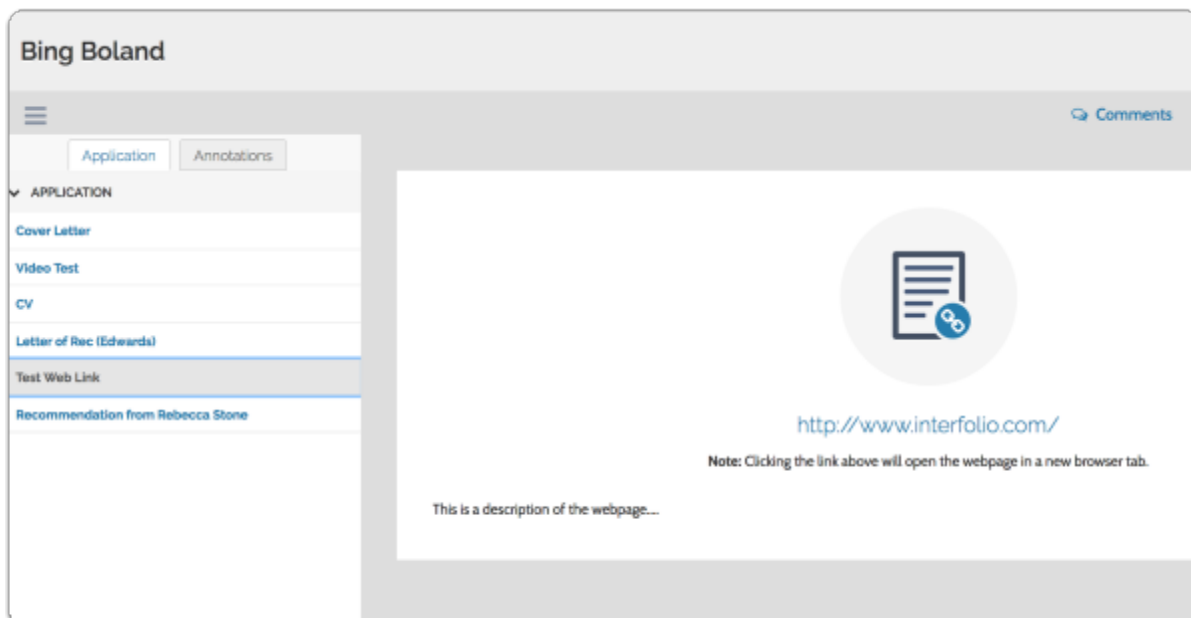 Bing Boland
Comments
Application Annotations
APPLICATION
Cover Letter
Video Test
CV
Letter of Rec (Edwards)
Test Web Link
Recommendation from Rebecca Stone
http://www.interfolio.com/
Note: Clicking the link above will open the webpage in a new browser tab.
This is a description of the webpage....